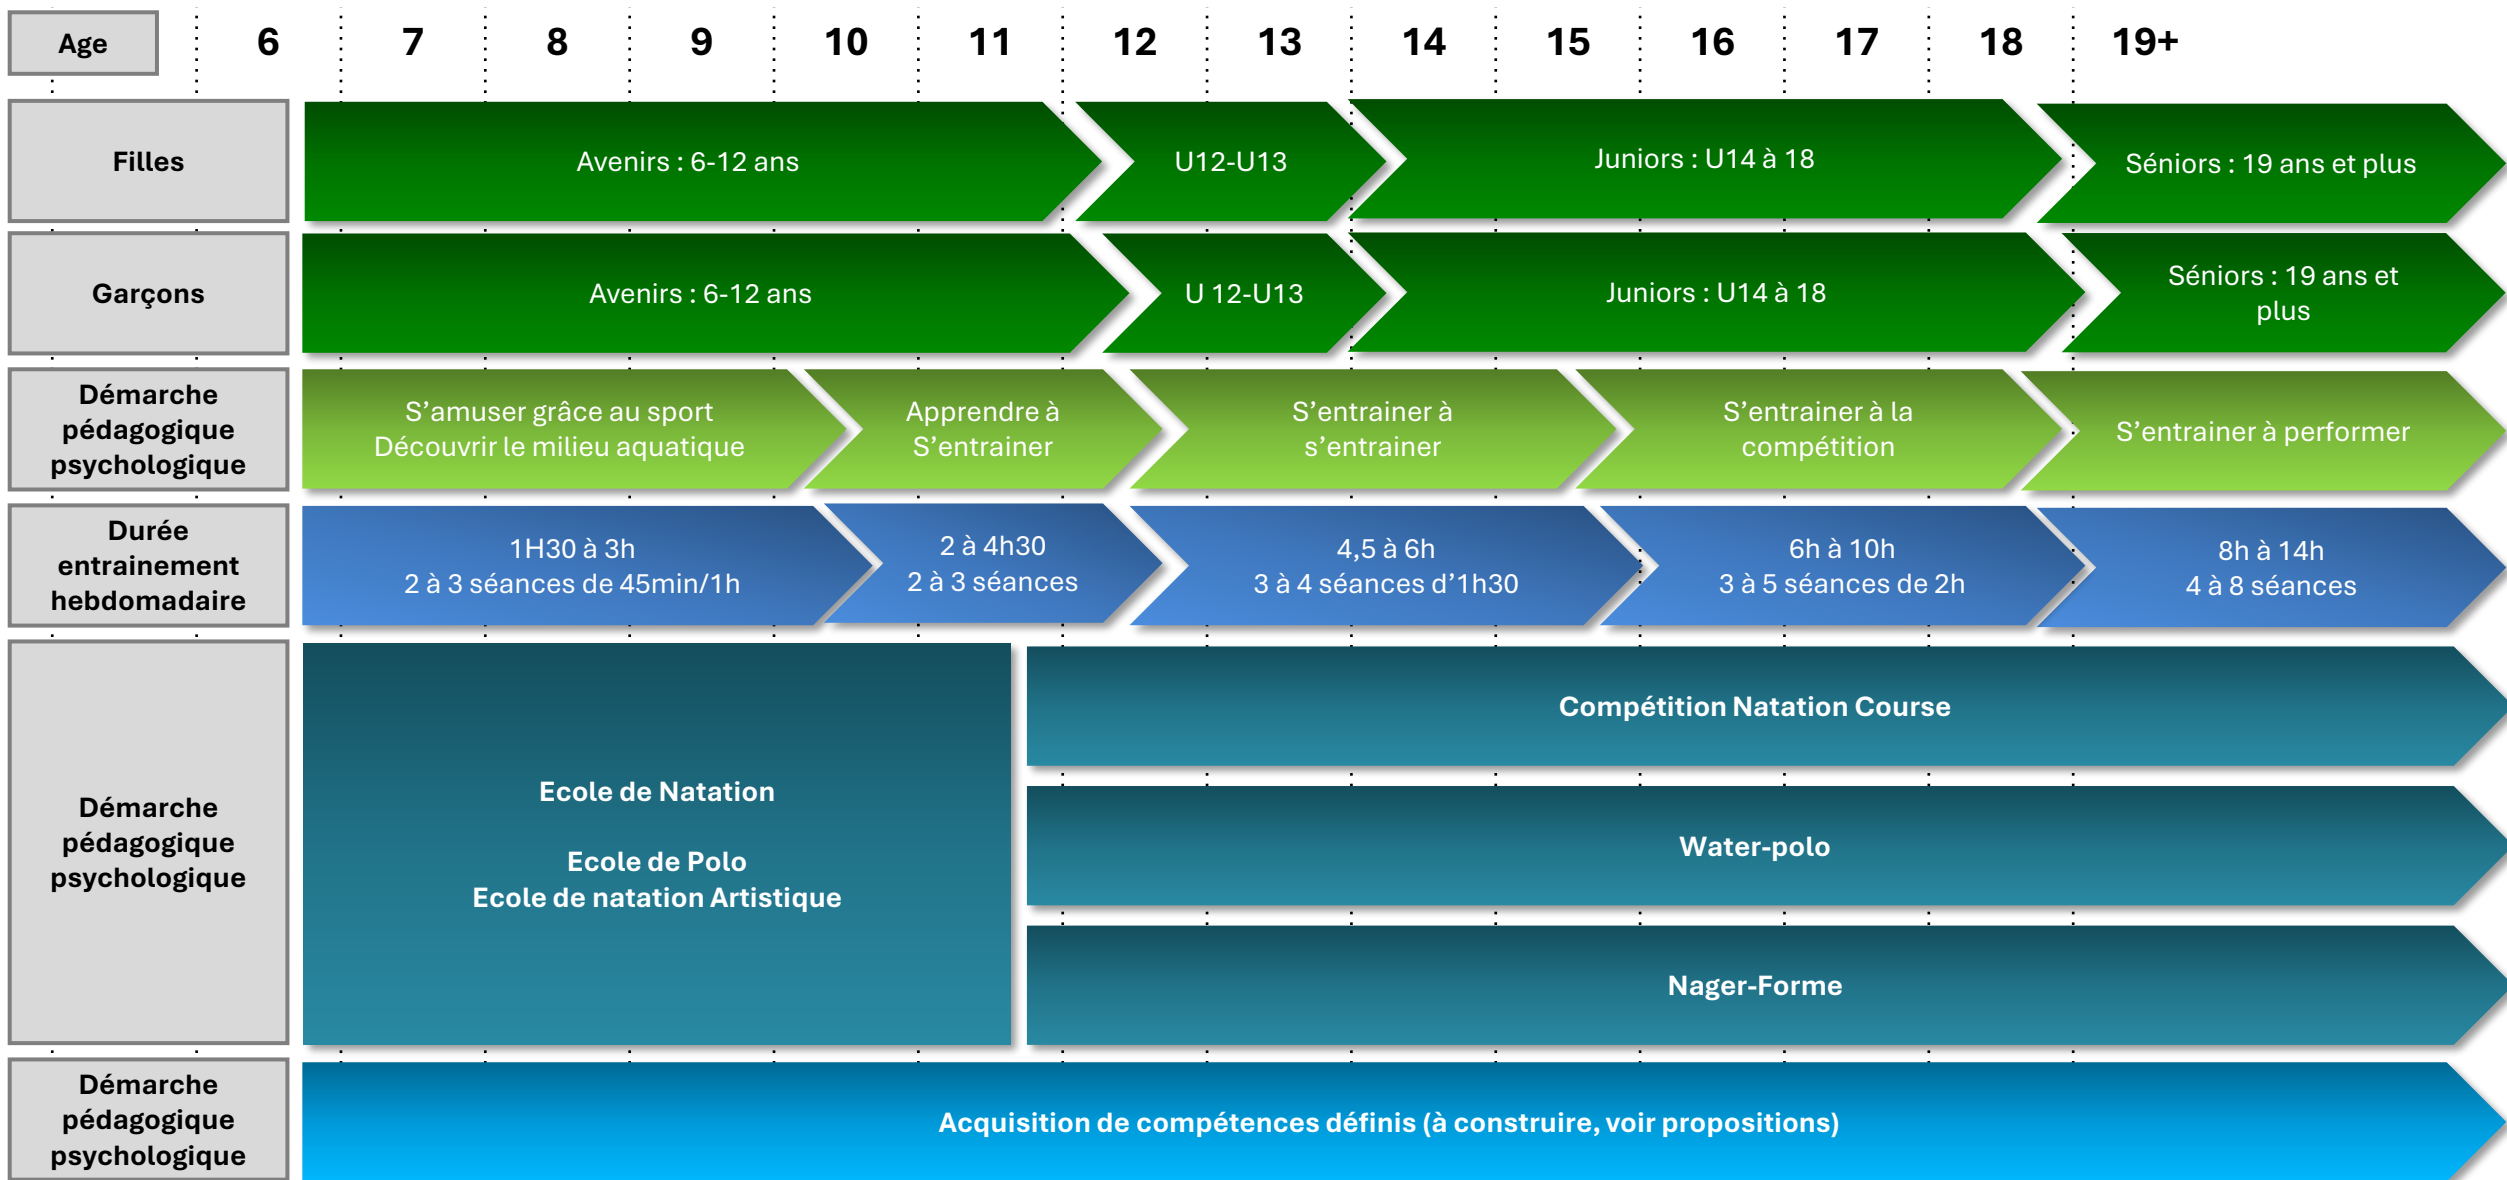 Age 6 7 8 9 10 11 12 13 14 15 16 17 18 19+
Filles
Avenirs : 6-12 ans
U12-U13
Juniors : U14 à 18
Séniors : 19 ans et plus
Garçons
Avenirs : 6-12 ans
U 12-U13
Juniors : U14 à 18
Séniors : 19 ans et
plus
Démarche
pédagogique
psychologique
S’amuser grâce au sport
Découvrir le milieu aquatique
Apprendre à
S’entrainer
S’entrainer à
s’entrainer
S’entrainer à la
compétition
S’entrainer à performer
Durée
entrainement
hebdomadaire
1H30 à 3h
2 à 3 séances de 45min/1h
2 à 4h30
2 à 3 séances
4,5 à 6h
3 à 4 séances d’1h30
6h à 10h
3 à 5 séances de 2h
8h à 14h
4 à 8 séances
Démarche
pédagogique
psychologique
Ecole de Natation
Ecole de Polo
Ecole de natation Artistique
Compétition Natation Course
Water-polo
Nager-Forme
Démarche
pédagogique
psychologique
Acquisition de compétences définis (à construire, voir propositions)